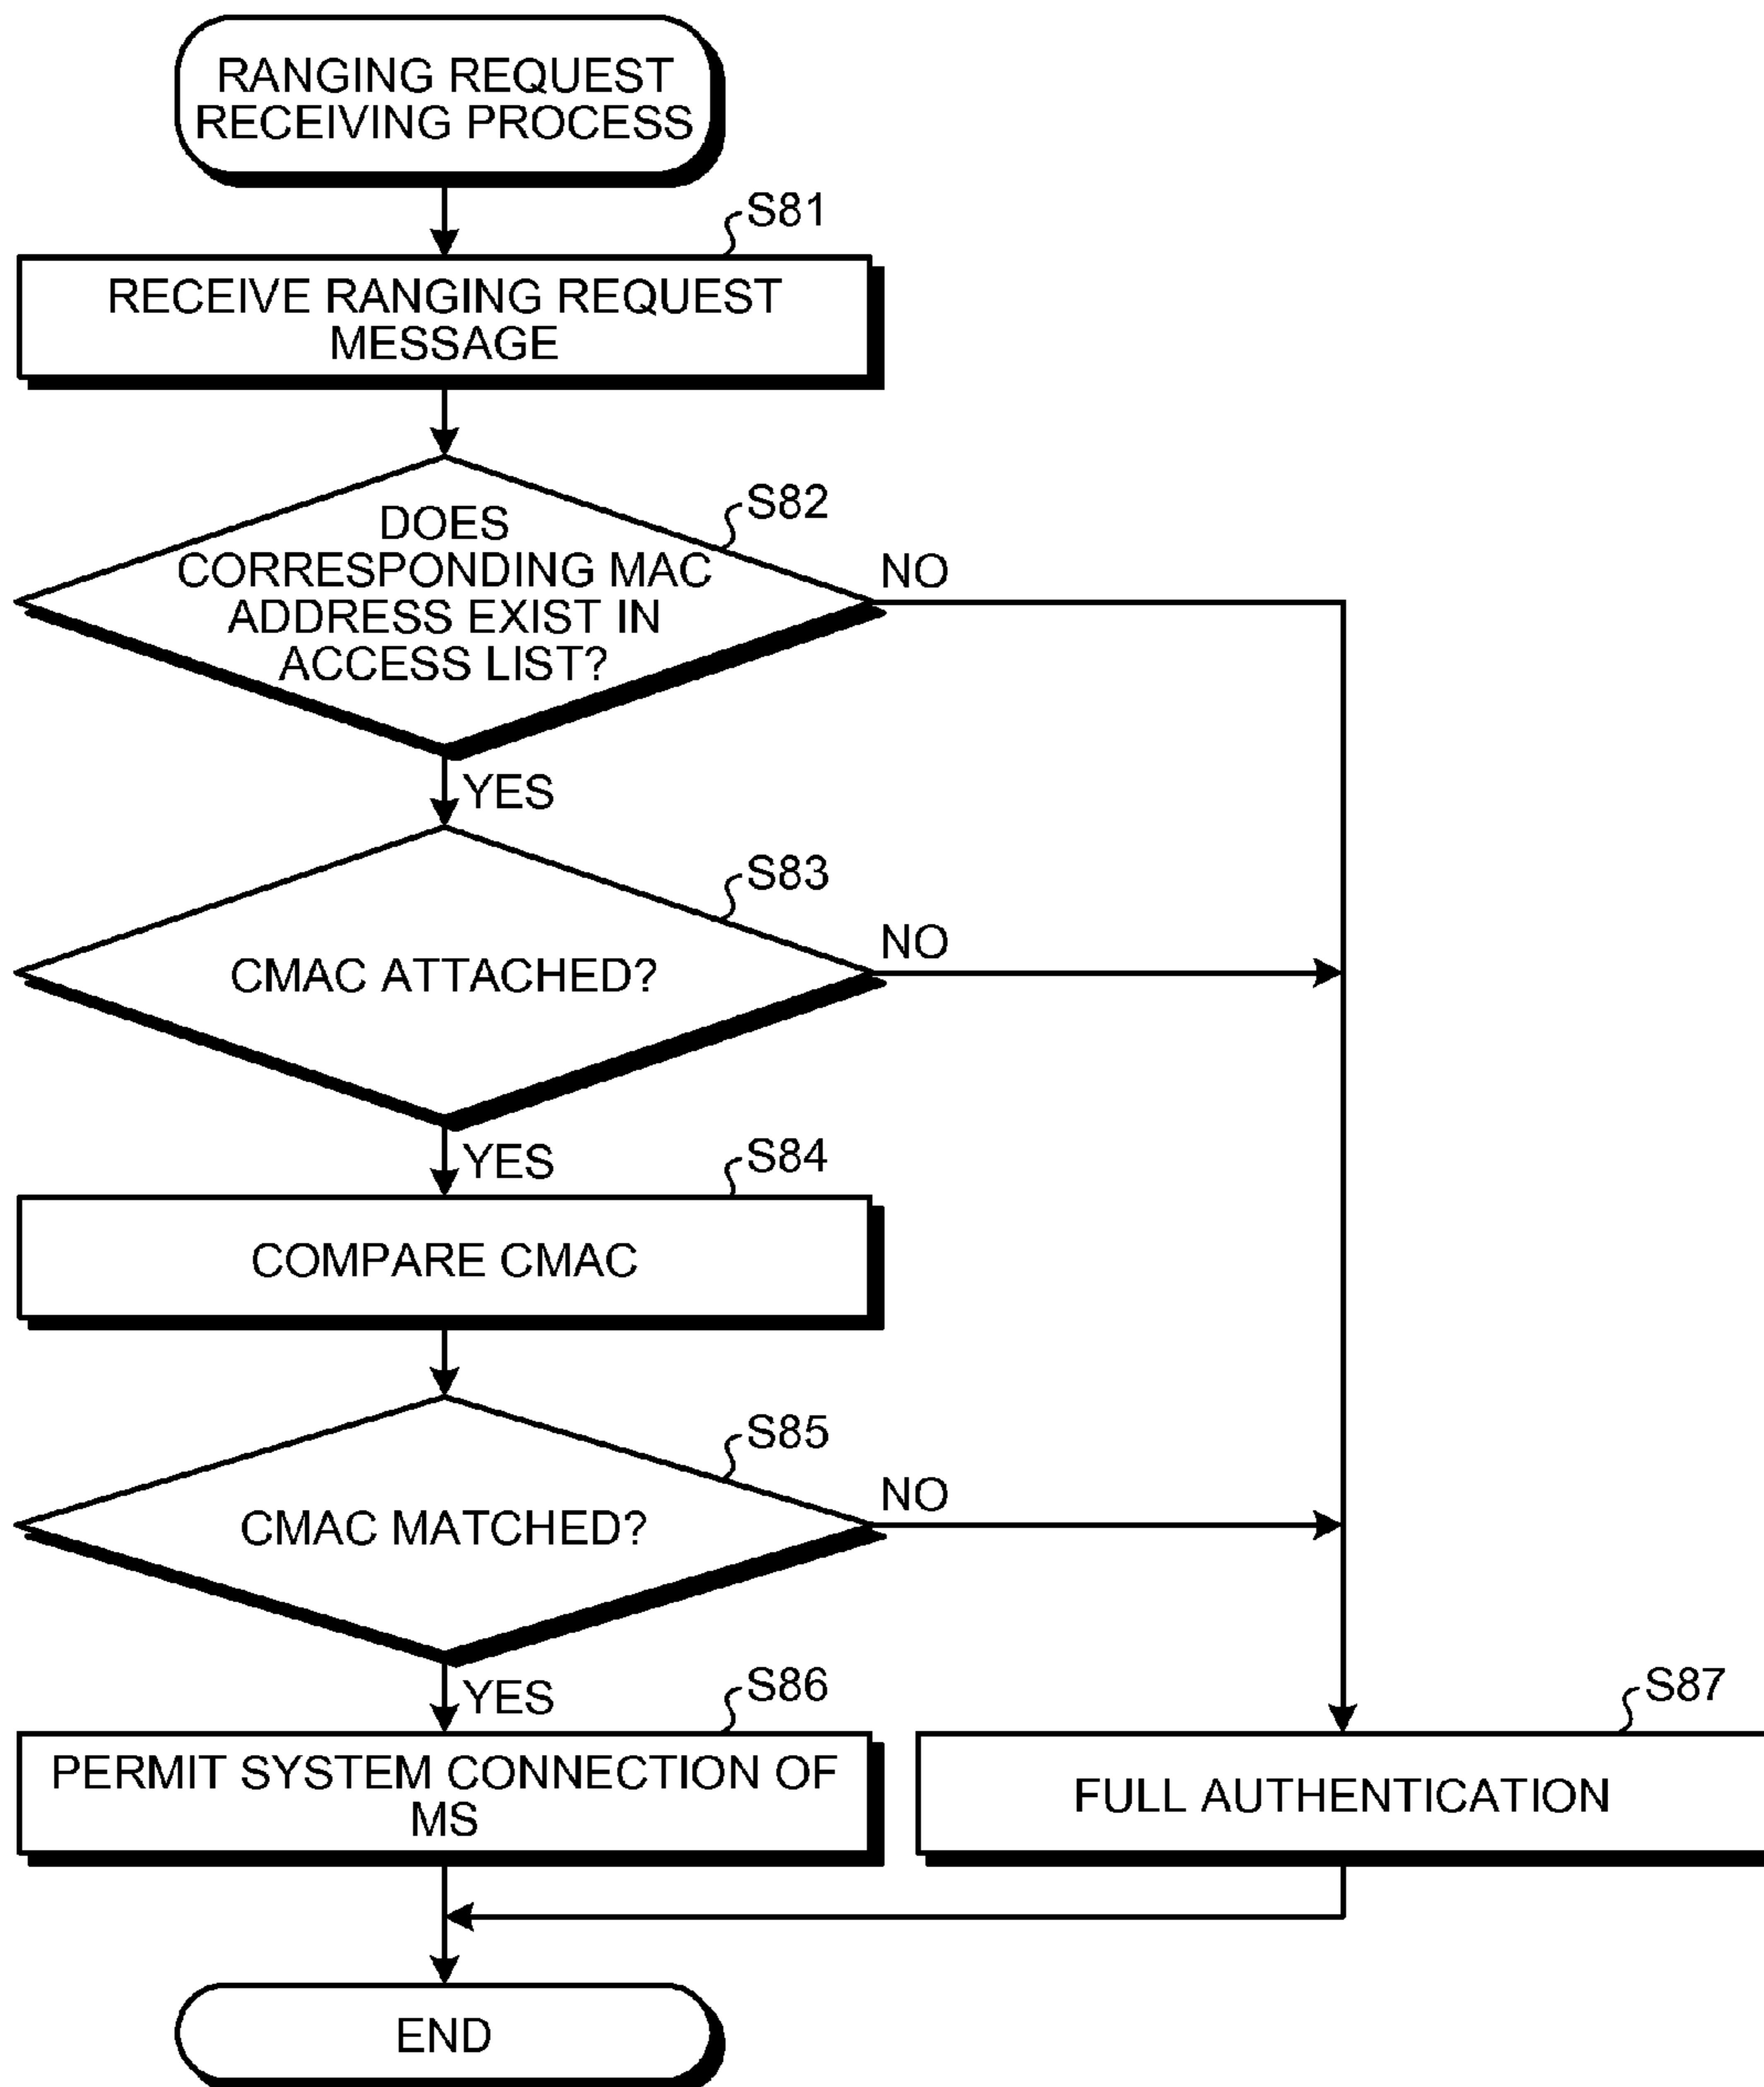 RANGING REQUEST
RECEIVING PROCESS
S81
RECEIVE RANGING REQUEST
MESSAGE
S82
DOES
CORRESPONDING MAC
ADDRESS EXIST IN
ACCESS LIST?
NO
YES
S83
CMAC ATTACHED?
NO
YES
S84
COMPARE CMAC
S85
CMAC MATCHED?
NO
YES
S86
PERMIT SYSTEM CONNECTION OF
MS
S87
FULL AUTHENTICATION
END